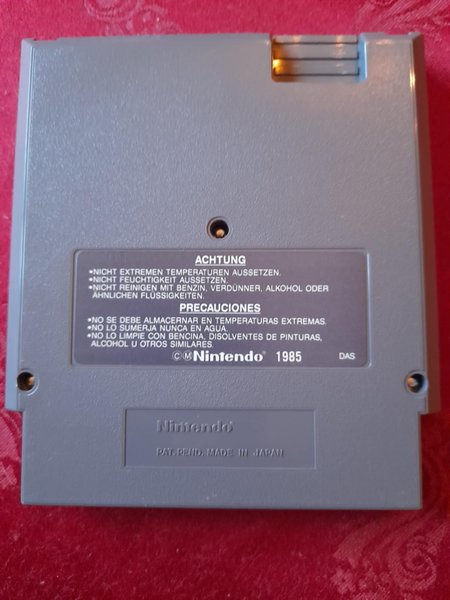 ACHTUNG
•NICHT EXTREMEN TEMPERATUREN AUSSETZEN.
•NICHT FEUCHTIGKEIT AUSSETZEN.
•NICHT REINIGEN MIT BENZIN, VERDÜNNER, ALKOHOL ODER
ÄHNLICHEN FLÜSSIGKEITEN.
PRECAUCIONES
•NO SE DEBE ALMACERNAR EN TEMPERATURAS EXTREMAS.
•NO LO SUMERJA NUNCA EN AGUA.
•NO LO LIMPIE CON BENCINA, DISOLVENTES DE PINTURAS,
ALCOHOL U OTROS SIMILARES.
Ⓒ Ⓜ Nintendo® 1985 DAS
Nintendo®
PAT. PEND. MADE IN JAPAN